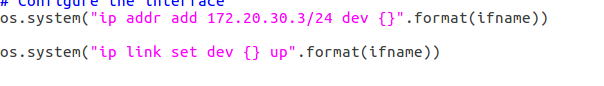 # Configure the interface
os.system("ip addr add 172.20.30.3/24 dev {}".format(ifname))
os.system("ip link set dev {} up".format(ifname))